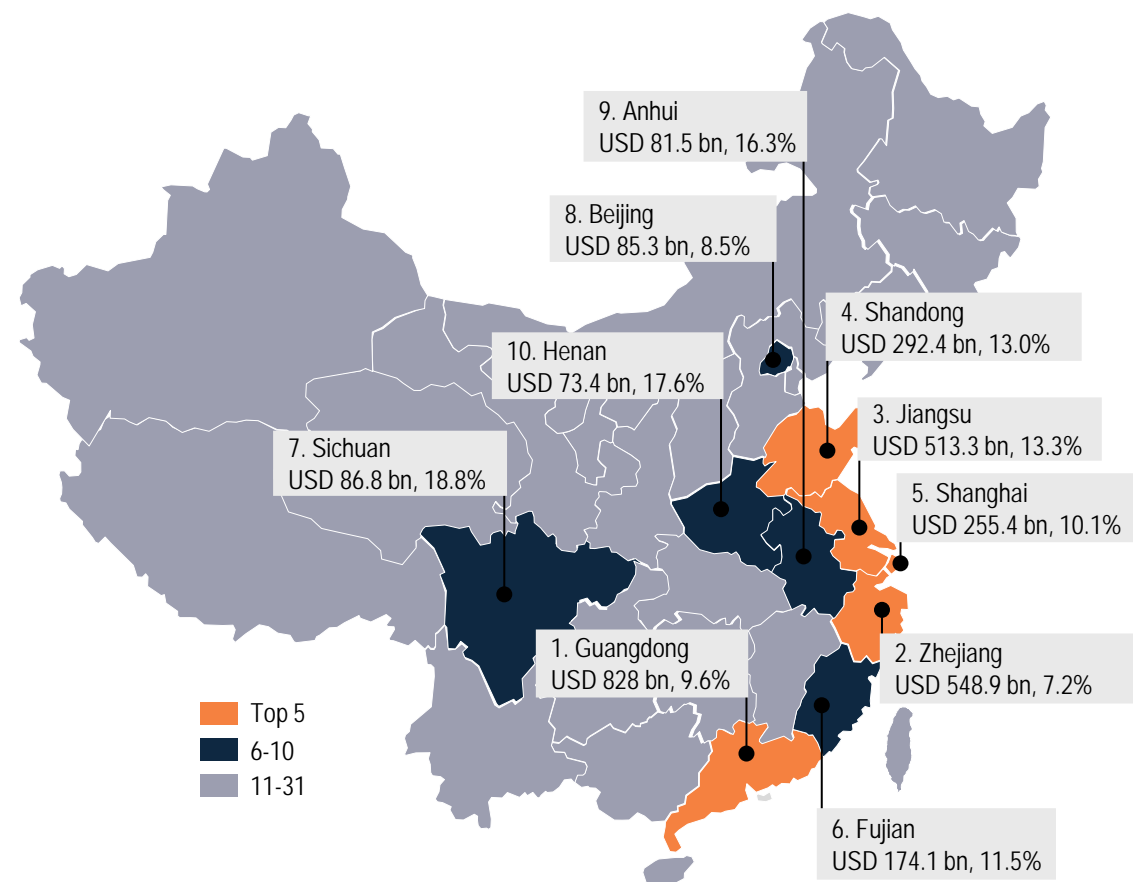 9. Anhui
USD 81.5 bn, 16.3%
8. Beijing
USD 85.3 bn, 8.5%
4. Shandong
USD 292.4 bn, 13.0%
10. Henan
USD 73.4 bn, 17.6%
3. Jiangsu
USD 513.3 bn, 13.3%
7. Sichuan
USD 86.8 bn, 18.8%
5. Shanghai
USD 255.4 bn, 10.1%
1. Guangdong
USD 828 bn, 9.6%
2. Zhejiang
USD 548.9 bn, 7.2%
Top 5
6-10
11-31
6. Fujian
USD 174.1 bn, 11.5%